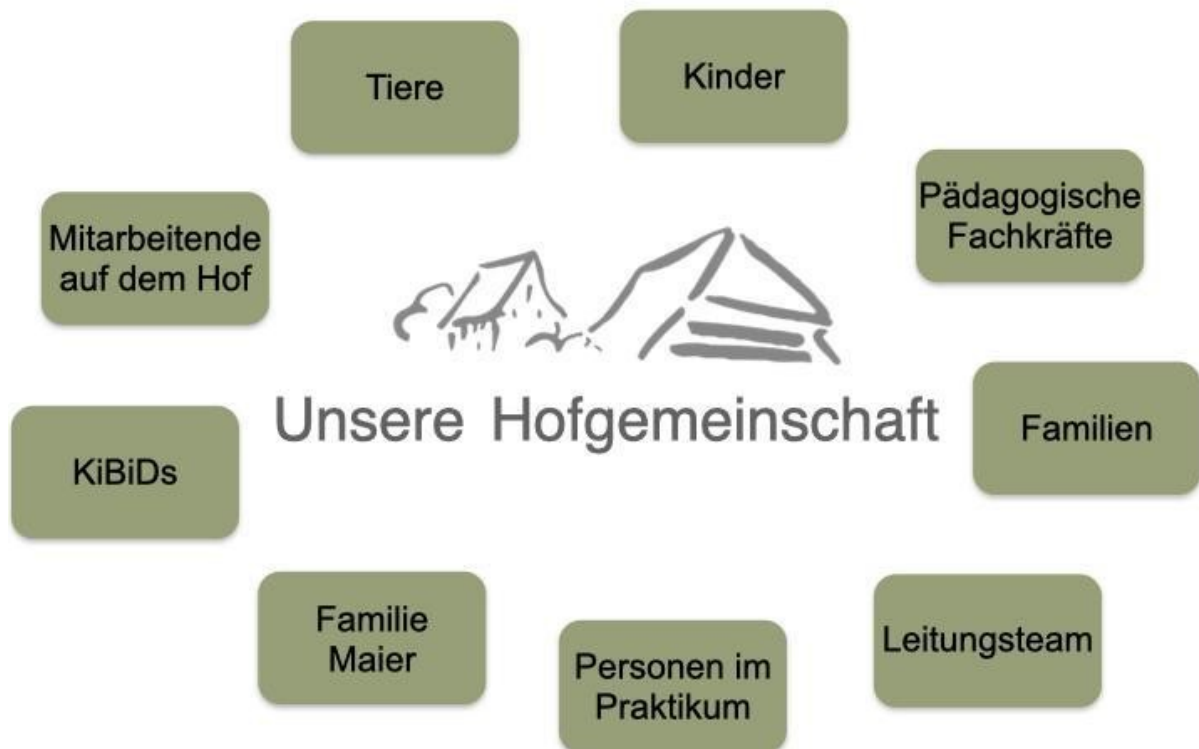 Tiere
Kinder
Pädagogische
Fachkräfte
Mitarbeitende
auf dem Hof
Unsere Hofgemeinschaft
Familien
KiBiDs
Familie
Maier
Personen im
Praktikum
Leitungsteam